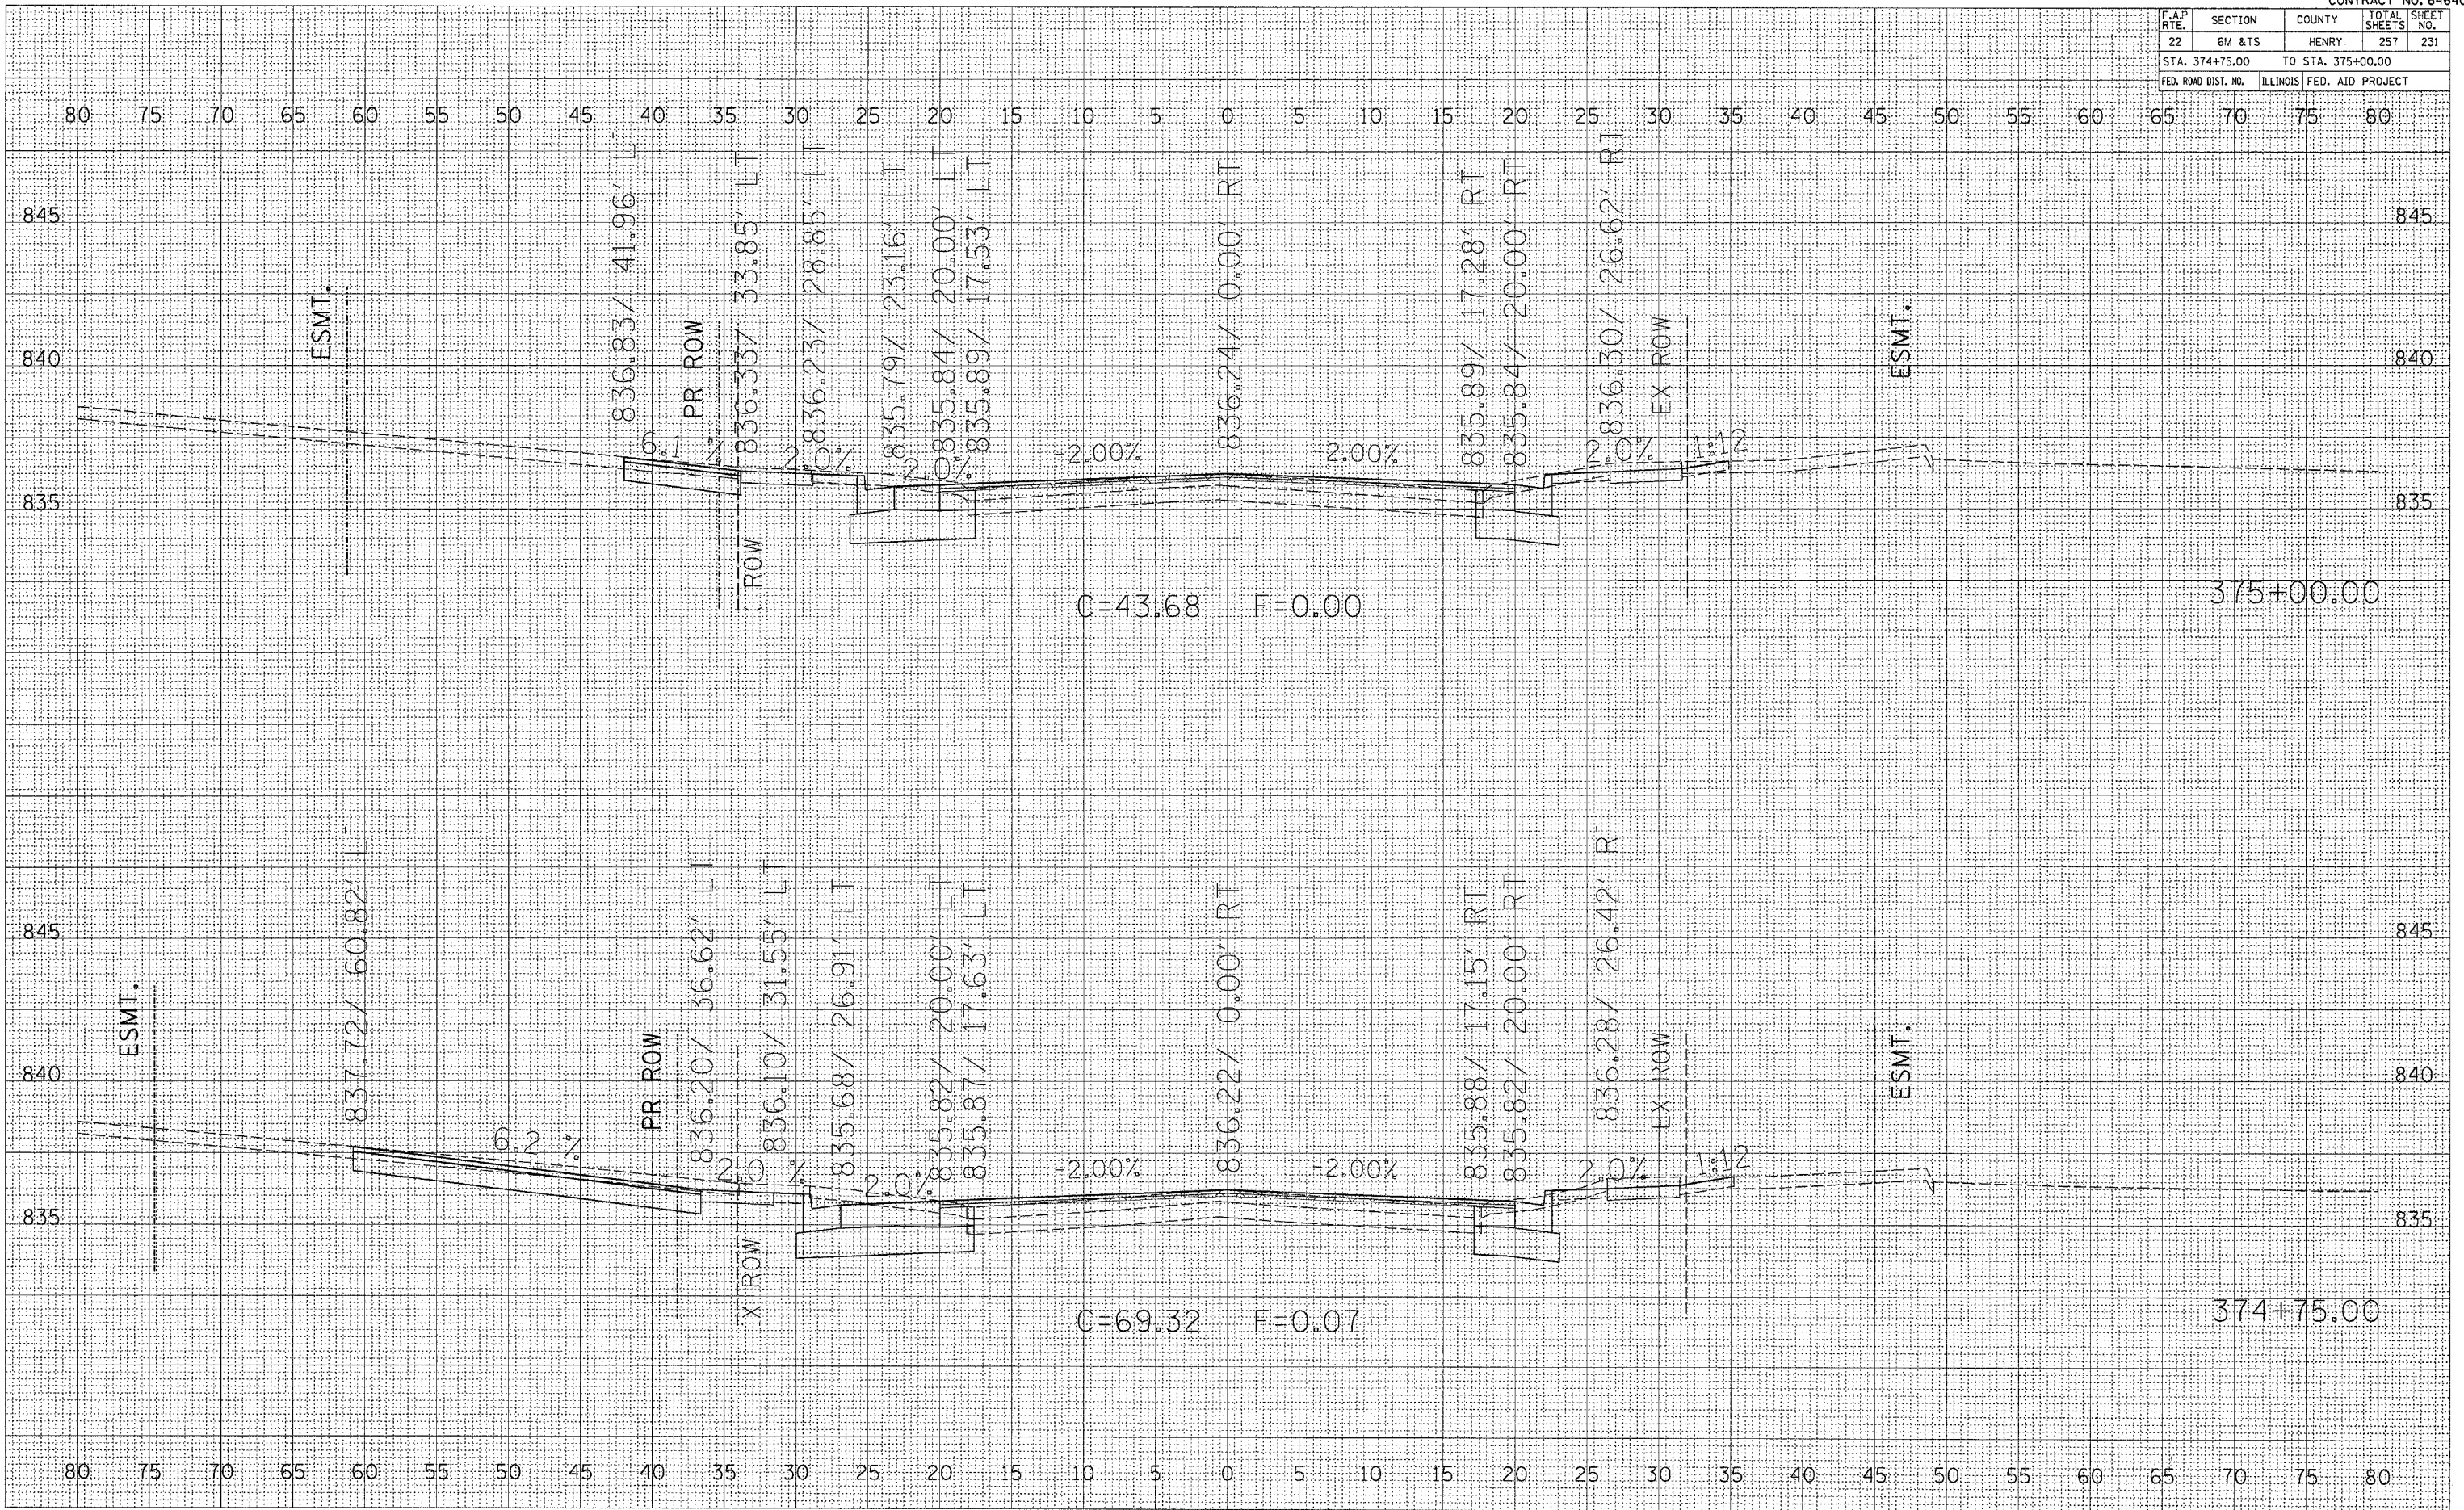 F.A.P RTE. SECTION COUNTY TOTAL SHEETS SHEET NO.
22 6M &TS HENRY 257 231
STA. 374+75.00 TO STA. 375+00.00
FED. ROAD DIST. NO. ILLINOIS FED. AID PROJECT
80 75 70 65 60 55 50 45 40 35 30 25 20 15 10 5 0 5 10 15 20 25 30 35 40 45 50 55 60 65 70 75 80
845
840
835
ESMT.
836.83/ 41.96' L
PR ROW
836.33/ 33.85' LT
836.23/ 28.85' LT
835.79/ 23.16' LT
835.84/ 20.00' LT
835.89/ 17.53' LT
836.24/ 0.00' RT
835.89/ 17.28' RT
835.84/ 20.00' RT
836.30/ 26.62' RT
EX ROW
ESMT.
845
840
835
6.1 %
2.0%
2.0%
-2.00%
-2.00%
2.0%
1:12
ROW
C=43.68 F=0.00
375+00.00
845
840
835
ESMT.
837.72/ 60.82' L
PR ROW
836.20/ 36.62' LT
836.10/ 31.55' LT
835.68/ 26.91' LT
835.82/ 20.00' LT
835.87/ 17.63' LT
836.22/ 0.00' RT
835.88/ 17.15' RT
835.82/ 20.00' RT
836.28/ 26.42' R
EX ROW
ESMT.
845
840
835
6.2 %
2.0 %
2.0%
-2.00%
-2.00%
2.0%
1:12
X ROW
C=69.32 F=0.07
374+75.00
80 75 70 65 60 55 50 45 40 35 30 25 20 15 10 5 0 5 10 15 20 25 30 35 40 45 50 55 60 65 70 75 80